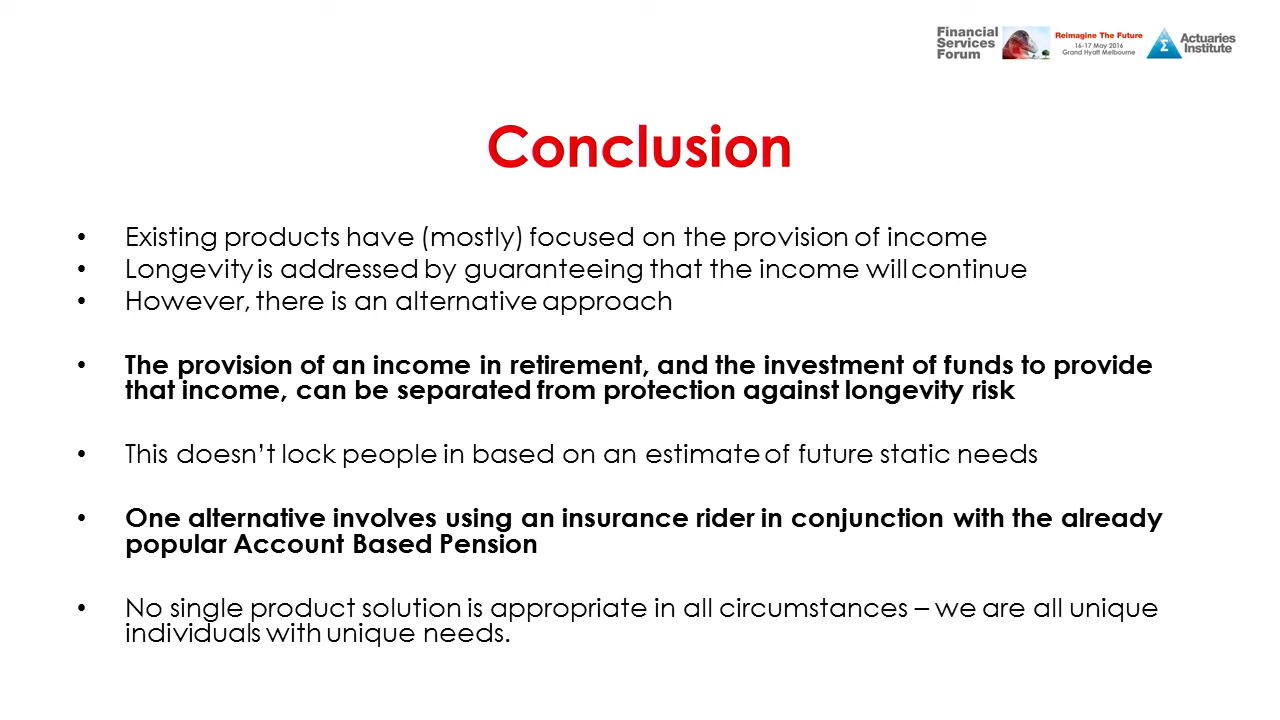 Financial
Services
Forum
Reimagine The Future
16-17 May 2016
Grand Hyatt Melbourne
Σ
Actuaries
Institute
Conclusion
• Existing products have (mostly) focused on the provision of income
• Longevity is addressed by guaranteeing that the income will continue
• However, there is an alternative approach
• The provision of an income in retirement, and the investment of funds to provide
that income, can be separated from protection against longevity risk
• This doesn’t lock people in based on an estimate of future static needs
• One alternative involves using an insurance rider in conjunction with the already
popular Account Based Pension
• No single product solution is appropriate in all circumstances – we are all unique
individuals with unique needs.